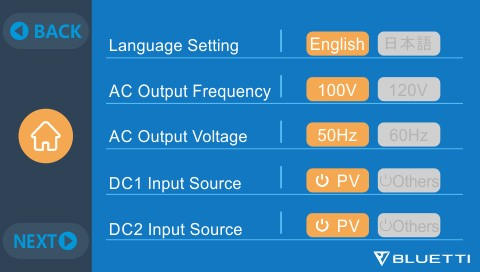 BACK
Language Setting English 日本語
AC Output Frequency 100V 120V
AC Output Voltage 50Hz 60Hz
DC1 Input Source PV Others
DC2 Input Source PV Others
NEXT
BLUETTI